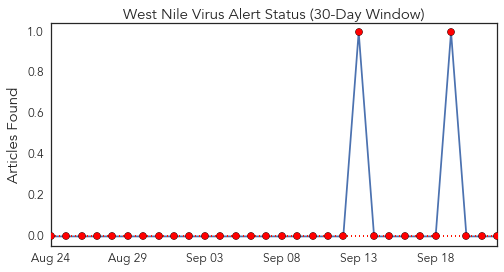 West Nile Virus Alert Status (30-Day Window)
Articles Found
1.0
0.8
0.6
0.4
0.2
0.0
Aug 24 Aug 29 Sep 03 Sep 08 Sep 13 Sep 18